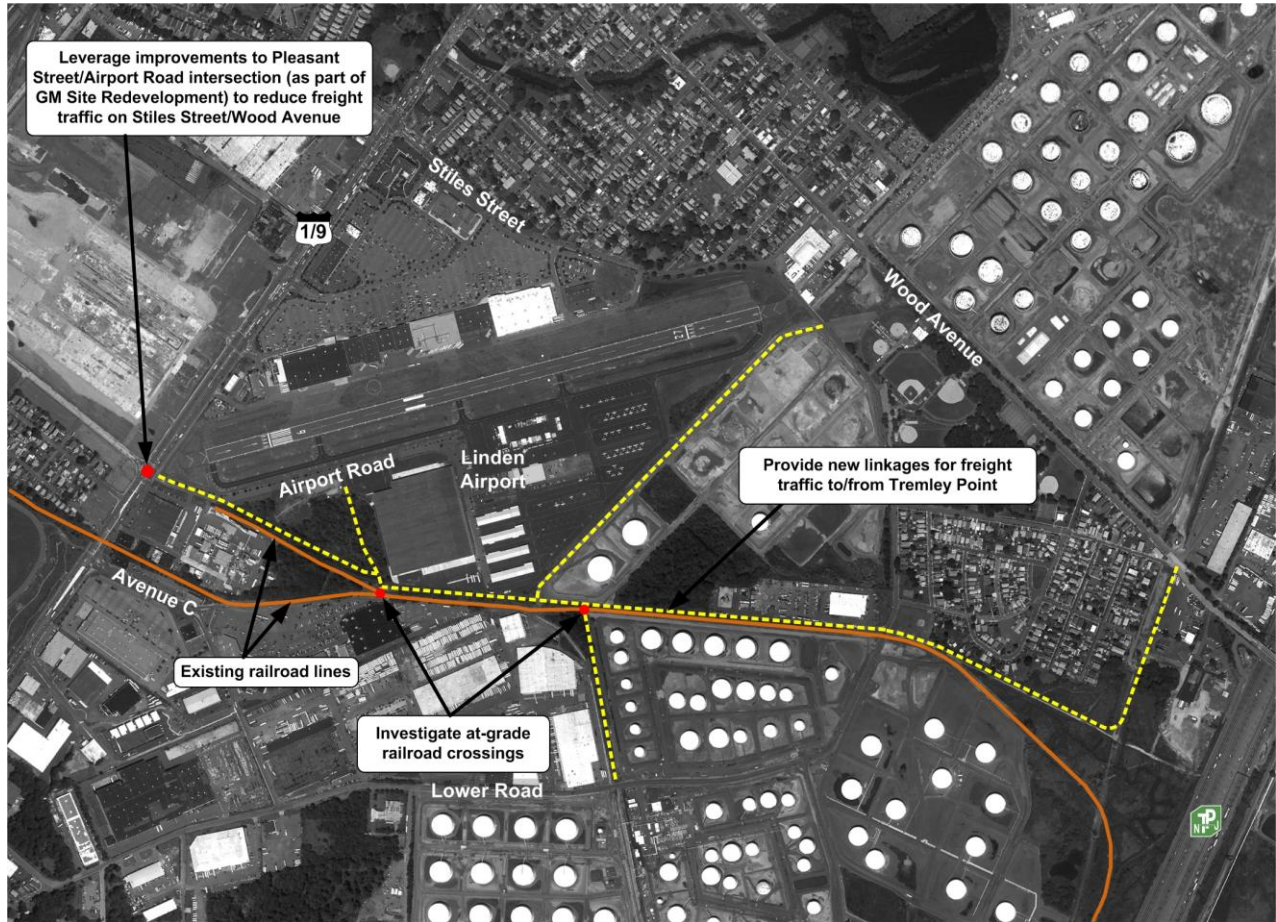 Leverage improvements to Pleasant
Street/Airport Road intersection (as part of
GM Site Redevelopment) to reduce freight
traffic on Stiles Street/Wood Avenue
Stiles Street
1/9
Wood Avenue
Airport Road
Linden
Airport
Provide new linkages for freight
traffic to/from Tremley Point
Avenue C
Existing railroad lines
Investigate at-grade
railroad crossings
Lower Road
N TP J